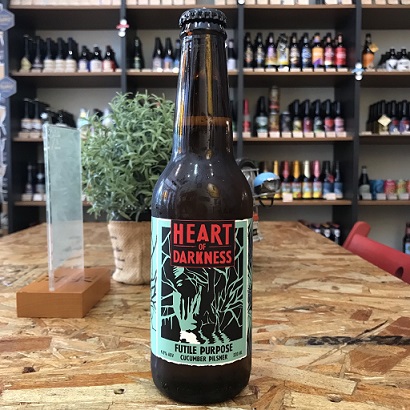 HEART
OF
DARKNESS
FUTILE PURPOSE
CUCUMBER PILSNER